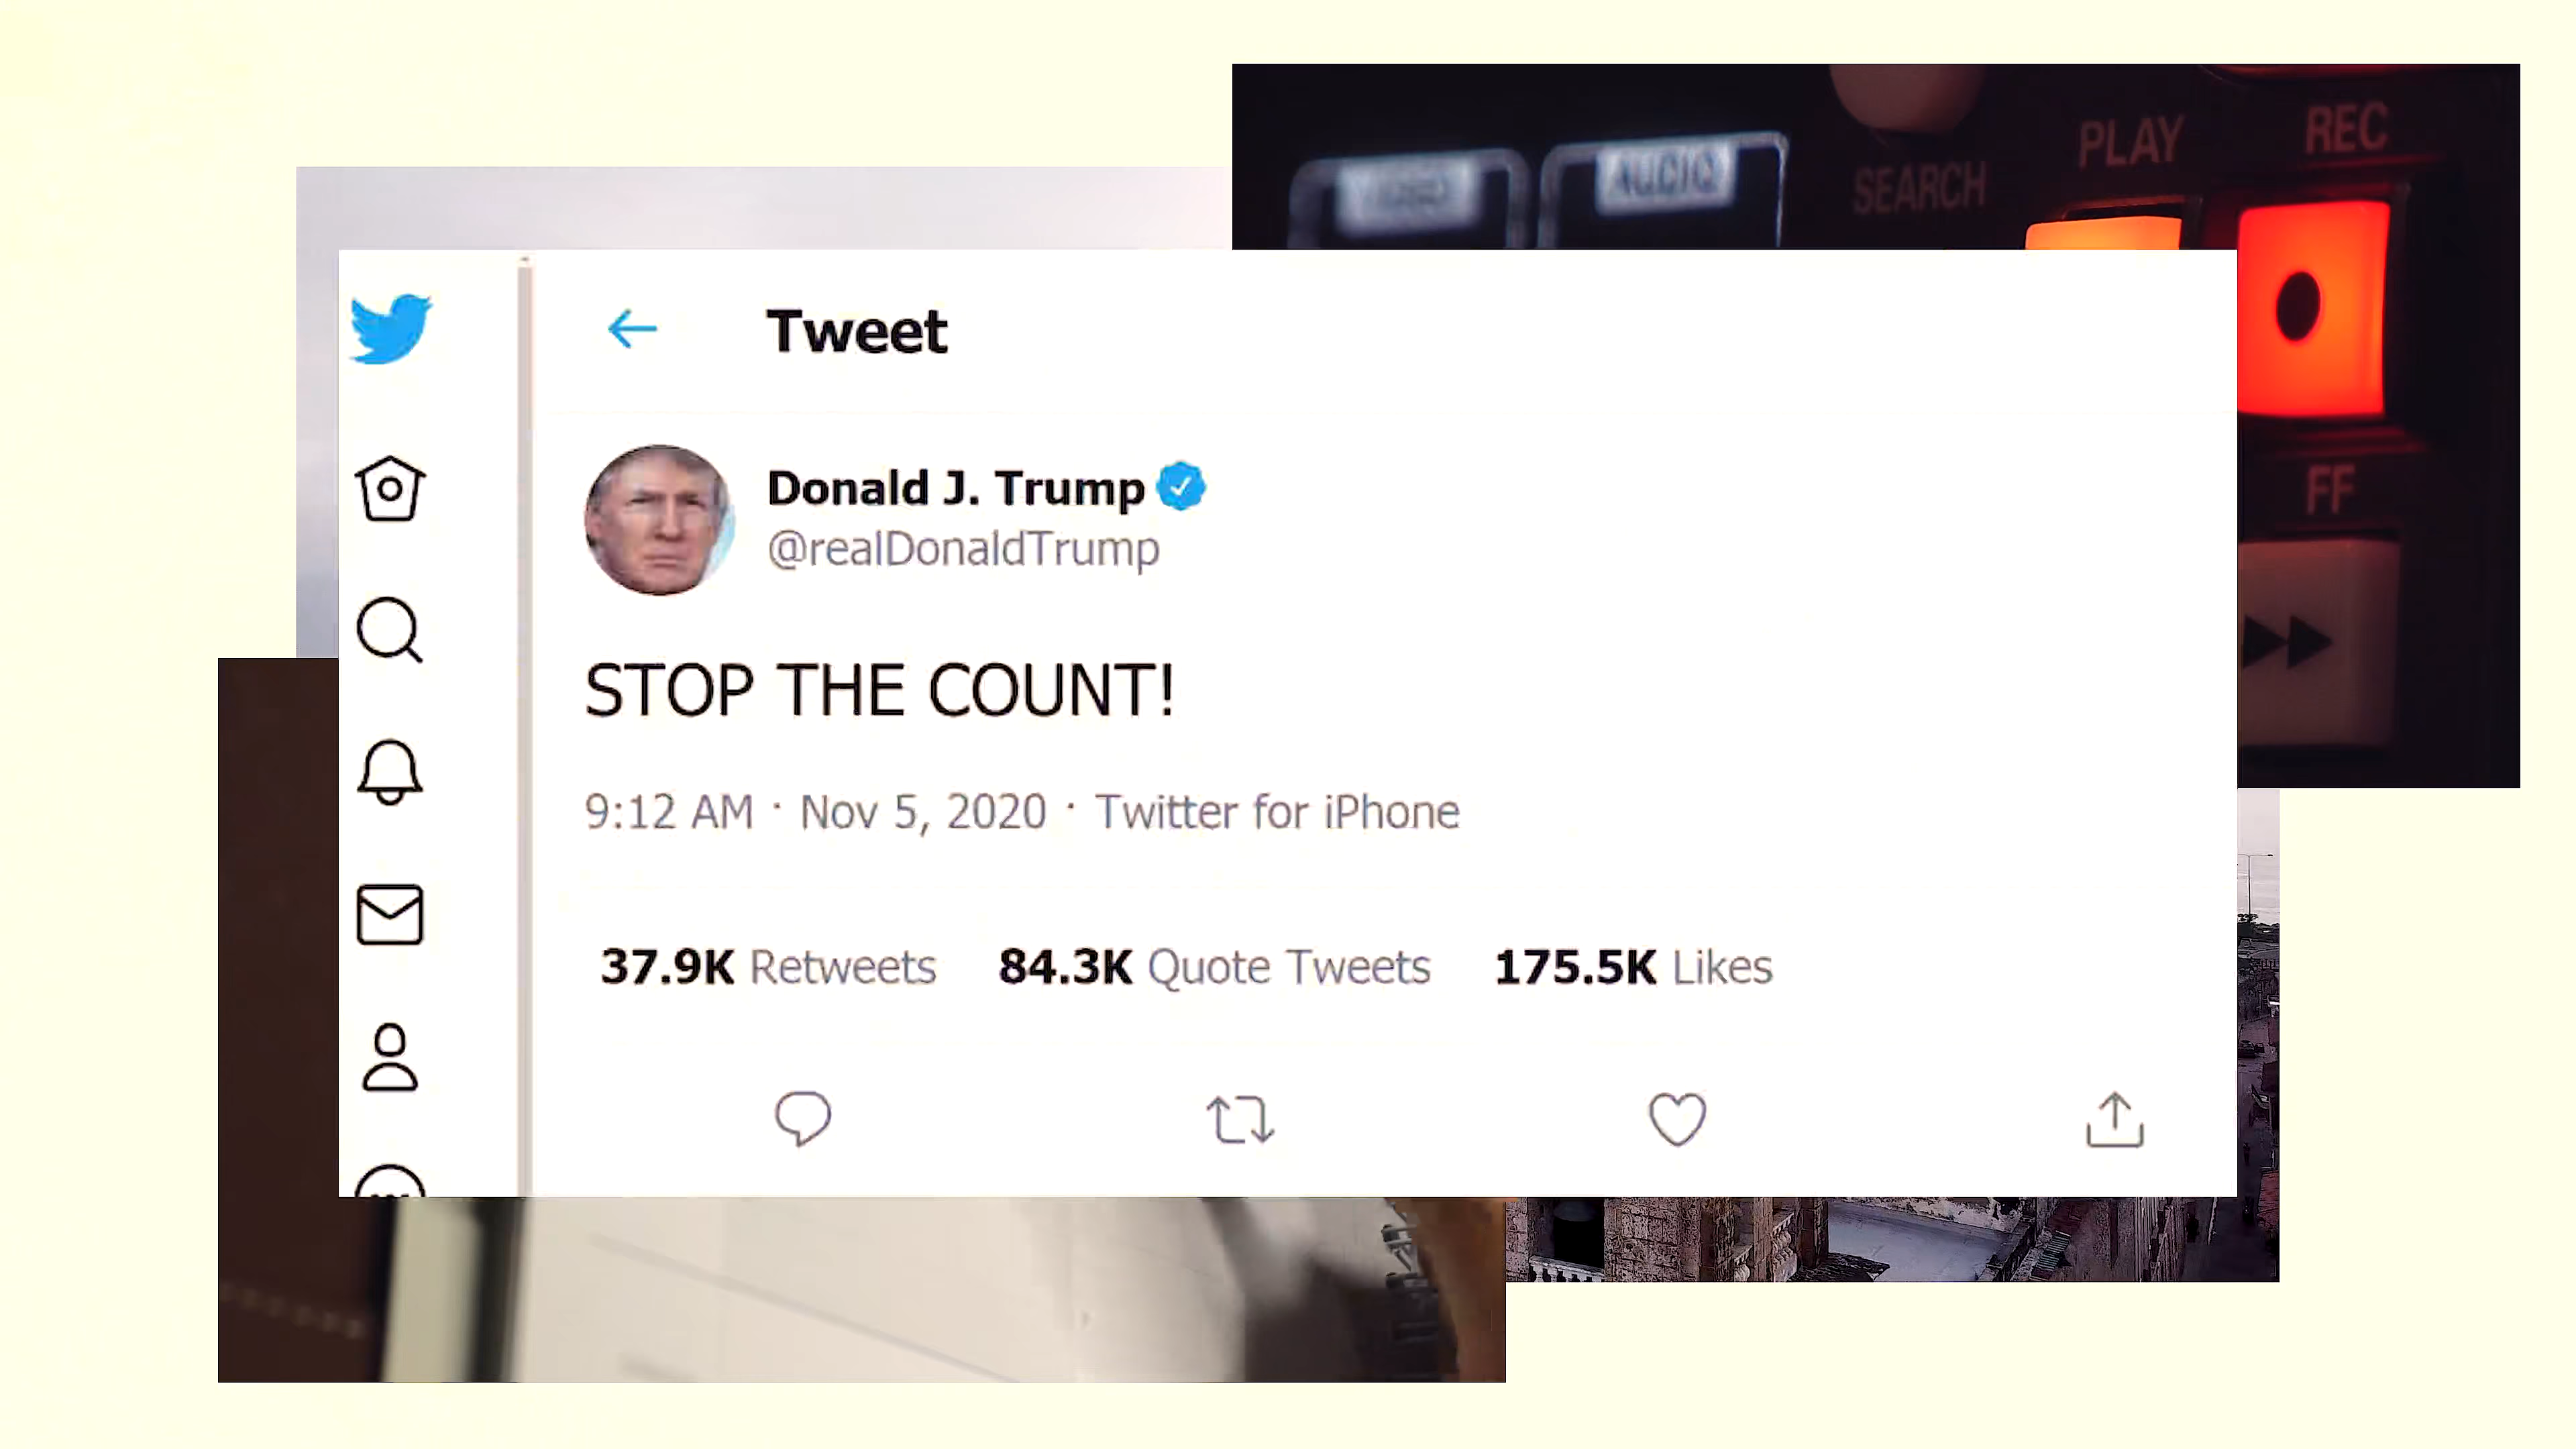 AUDIO
SEARCH
PLAY
REC
FF
Tweet
Donald J. Trump
@realDonaldTrump
STOP THE COUNT!
9:12 AM · Nov 5, 2020 · Twitter for iPhone
37.9K Retweets 84.3K Quote Tweets 175.5K Likes